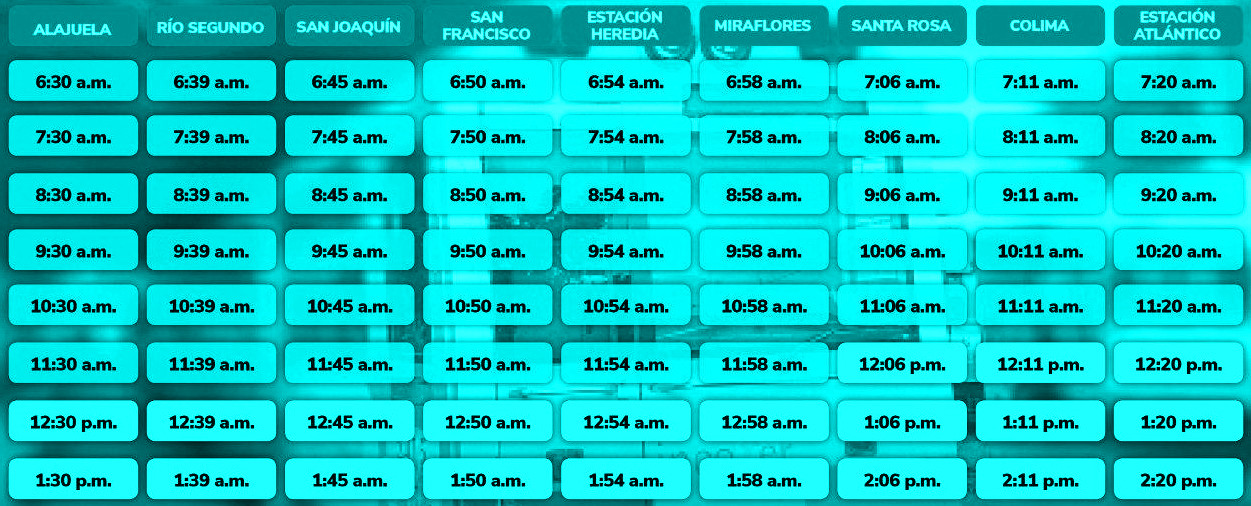 ALAJUELA RÍO SEGUNDO SAN JOAQUÍN SAN FRANCISCO ESTACIÓN HEREDIA MIRAFLORES SANTA ROSA COLIMA ESTACIÓN ATLÁNTICO
6:30 a.m. 6:39 a.m. 6:45 a.m. 6:50 a.m. 6:54 a.m. 6:58 a.m. 7:06 a.m. 7:11 a.m. 7:20 a.m.
7:30 a.m. 7:39 a.m. 7:45 a.m. 7:50 a.m. 7:54 a.m. 7:58 a.m. 8:06 a.m. 8:11 a.m. 8:20 a.m.
8:30 a.m. 8:39 a.m. 8:45 a.m. 8:50 a.m. 8:54 a.m. 8:58 a.m. 9:06 a.m. 9:11 a.m. 9:20 a.m.
9:30 a.m. 9:39 a.m. 9:45 a.m. 9:50 a.m. 9:54 a.m. 9:58 a.m. 10:06 a.m. 10:11 a.m. 10:20 a.m.
10:30 a.m. 10:39 a.m. 10:45 a.m. 10:50 a.m. 10:54 a.m. 10:58 a.m. 11:06 a.m. 11:11 a.m. 11:20 a.m.
11:30 a.m. 11:39 a.m. 11:45 a.m. 11:50 a.m. 11:54 a.m. 11:58 a.m. 12:06 p.m. 12:11 p.m. 12:20 p.m.
12:30 p.m. 12:39 a.m. 12:45 a.m. 12:50 a.m. 12:54 a.m. 12:58 a.m. 1:06 p.m. 1:11 p.m. 1:20 p.m.
1:30 p.m. 1:39 a.m. 1:45 a.m. 1:50 a.m. 1:54 a.m. 1:58 a.m. 2:06 p.m. 2:11 p.m. 2:20 p.m.